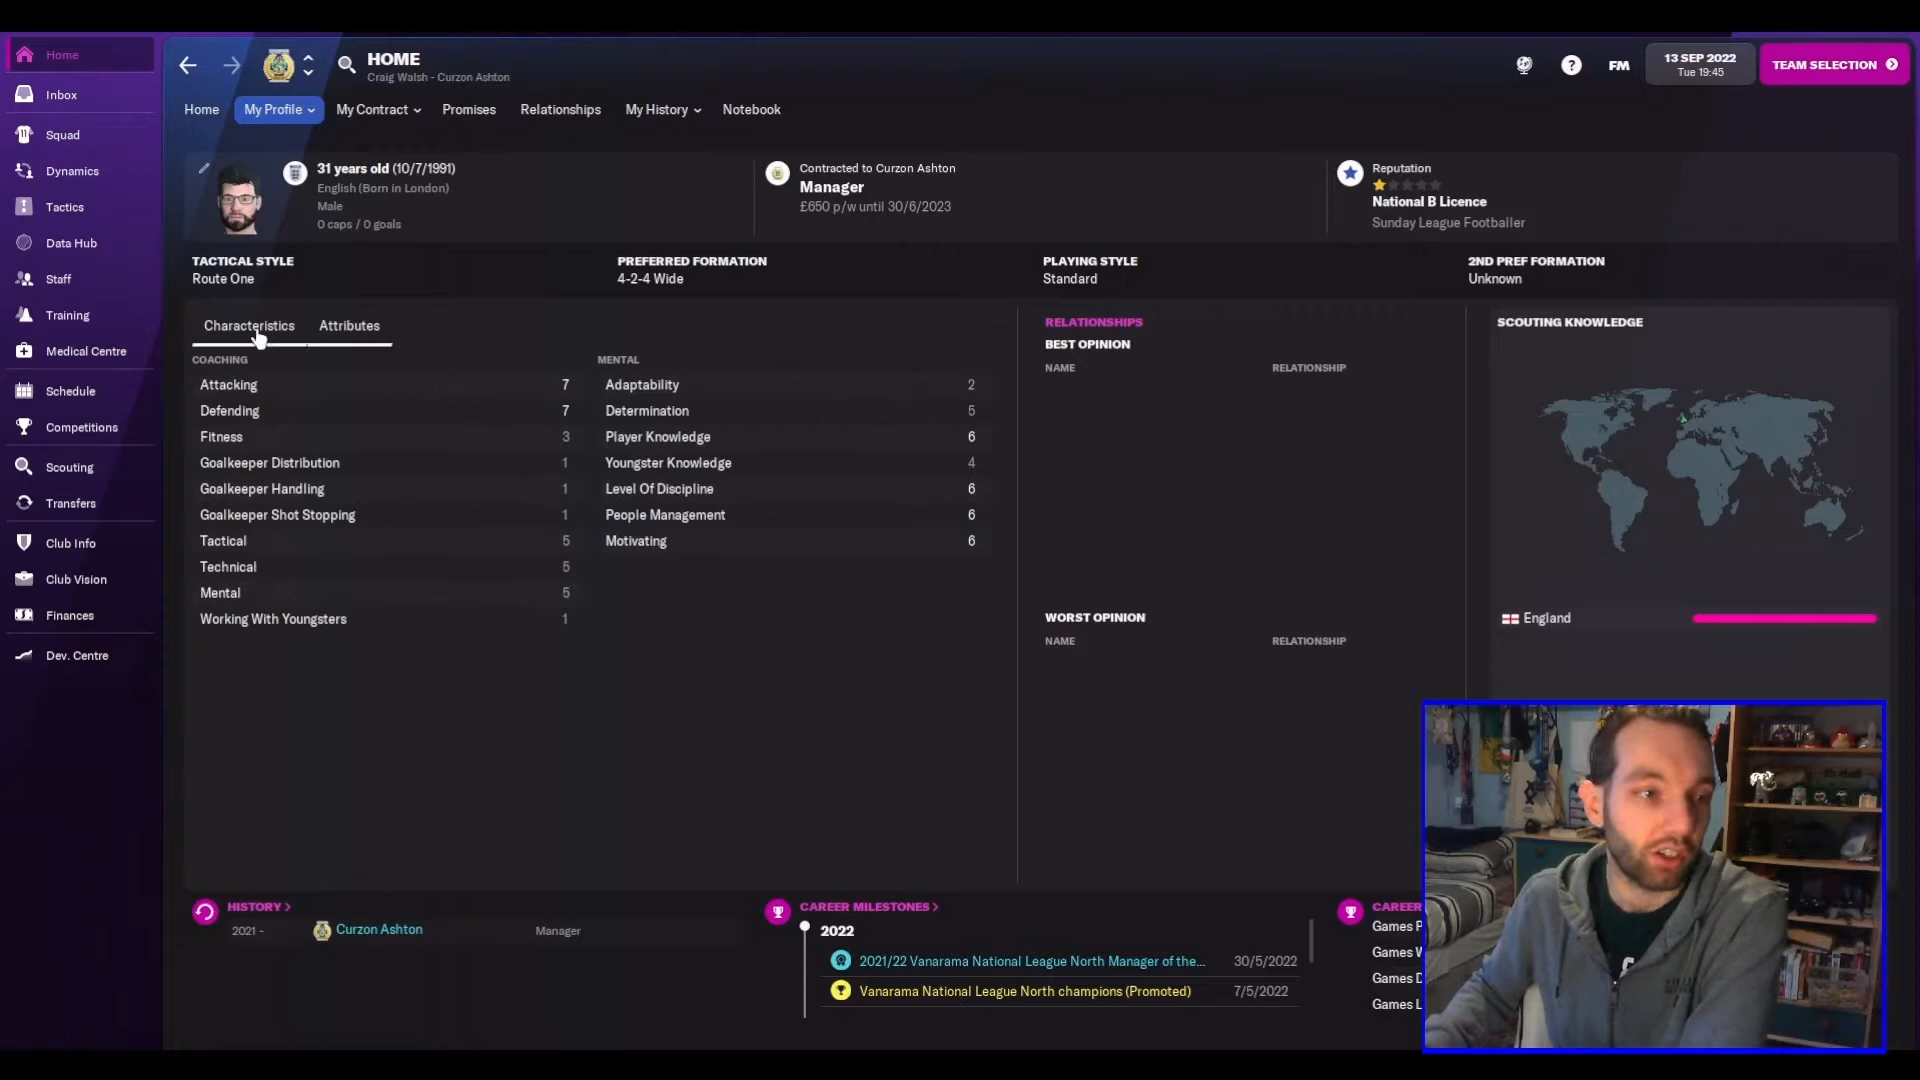 Home
Inbox
Squad
Dynamics
Tactics
Data Hub
Staff
Training
Medical Centre
Schedule
Competitions
Scouting
Transfers
Club Info
Club Vision
Finances
Dev. Centre
HOME
Craig Walsh - Curzon Ashton
FM
13 SEP 2022
Tue 19:45
TEAM SELECTION
Home My Profile My Contract Promises Relationships My History Notebook
31 years old (10/7/1991)
English (Born in London)
Male
0 caps / 0 goals
Contracted to Curzon Ashton
Manager
£650 p/w until 30/6/2023
Reputation
National B Licence
Sunday League Footballer
TACTICAL STYLE
Route One
PREFERRED FORMATION
4-2-4 Wide
PLAYING STYLE
Standard
2ND PREF FORMATION
Unknown
Characteristics Attributes
COACHING
Attacking 7
Defending 7
Fitness 3
Goalkeeper Distribution 1
Goalkeeper Handling 1
Goalkeeper Shot Stopping 1
Tactical 5
Technical 5
Mental 5
Working With Youngsters 1
MENTAL
Adaptability 2
Determination 5
Player Knowledge 6
Youngster Knowledge 4
Level Of Discipline 6
People Management 6
Motivating 6
RELATIONSHIPS
BEST OPINION
NAME RELATIONSHIP
WORST OPINION
NAME RELATIONSHIP
SCOUTING KNOWLEDGE
England
HISTORY >
2021 - Curzon Ashton Manager
CAREER MILESTONES >
2022
2021/22 Vanarama National League North Manager of the... 30/5/2022
Vanarama National League North champions (Promoted) 7/5/2022
CAREER
Games P
Games W
Games D
Games L